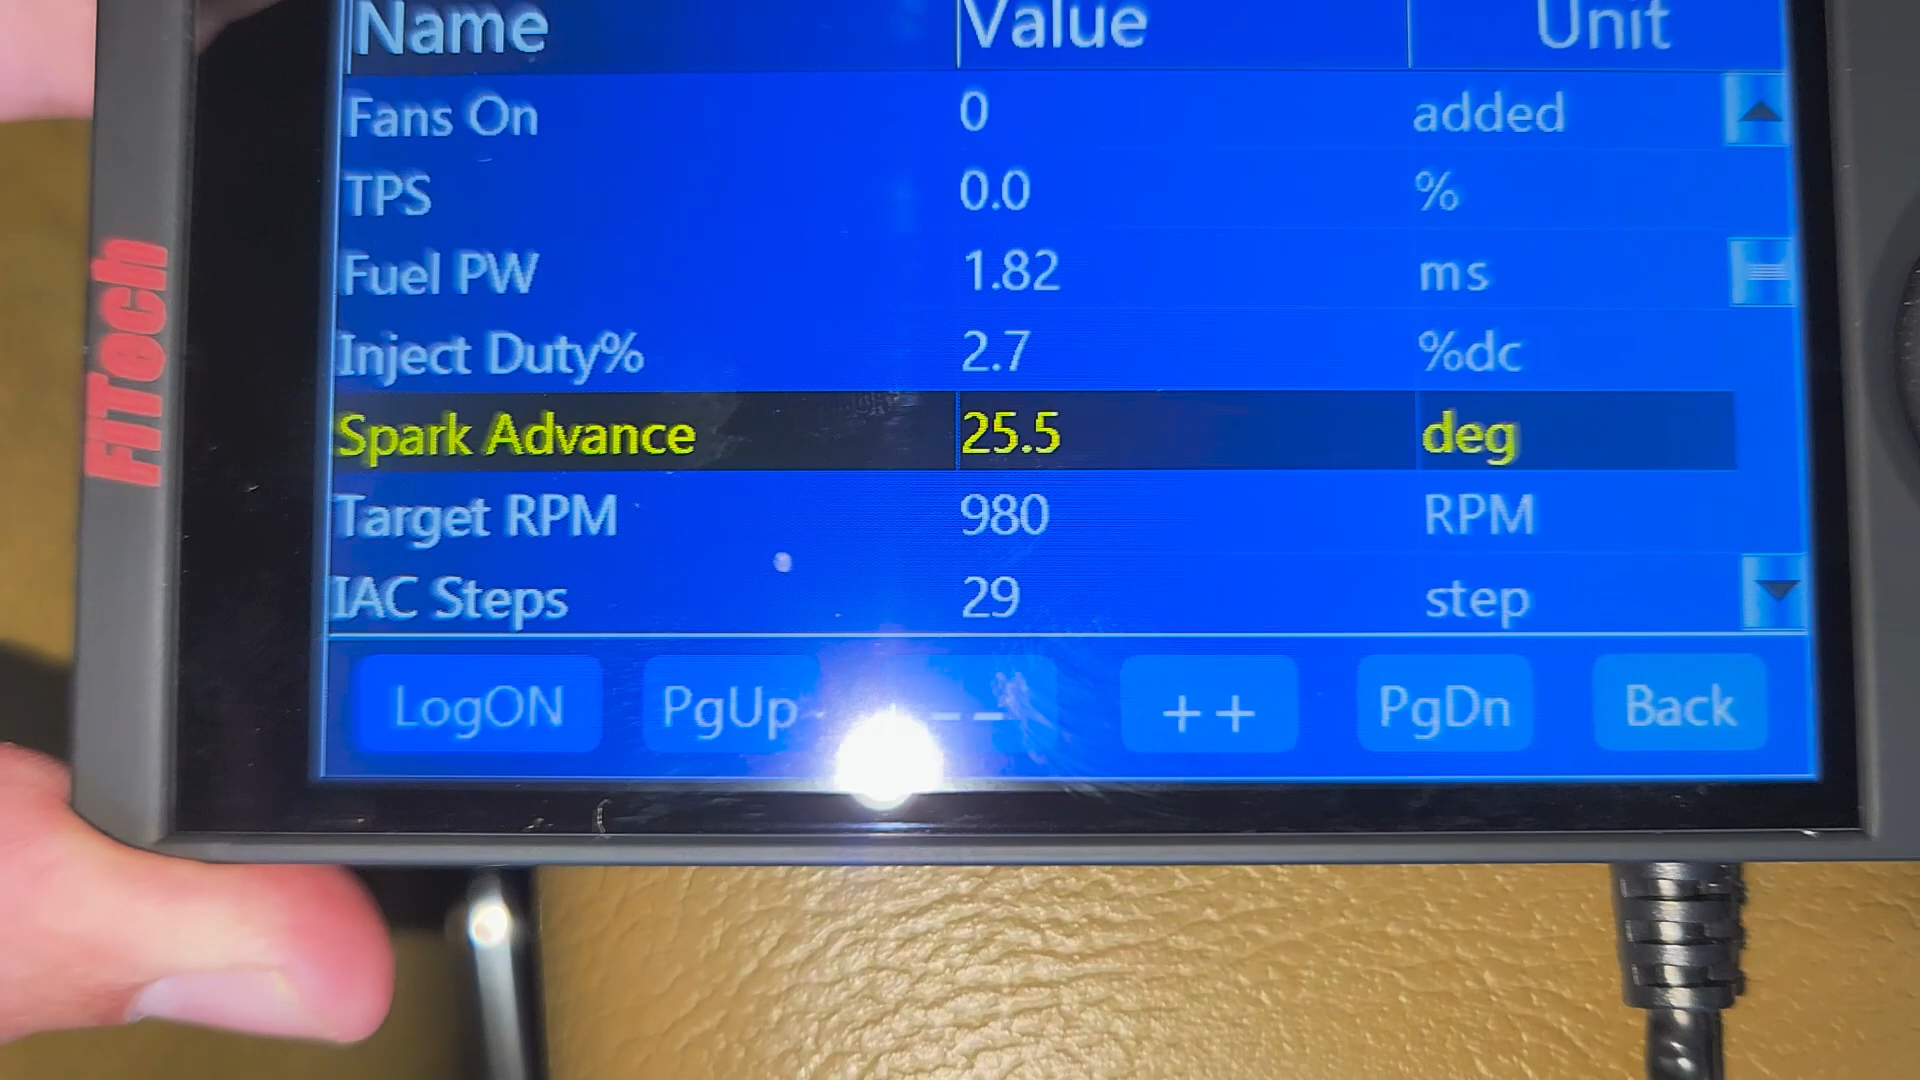 Name Value Unit
Fans On 0 added
TPS 0.0 %
Fuel PW 1.82 ms
Inject Duty% 2.7 %dc
Spark Advance 25.5 deg
Target RPM 980 RPM
IAC Steps 29 step
LogON PgUp -- ++ PgDn Back
FITech